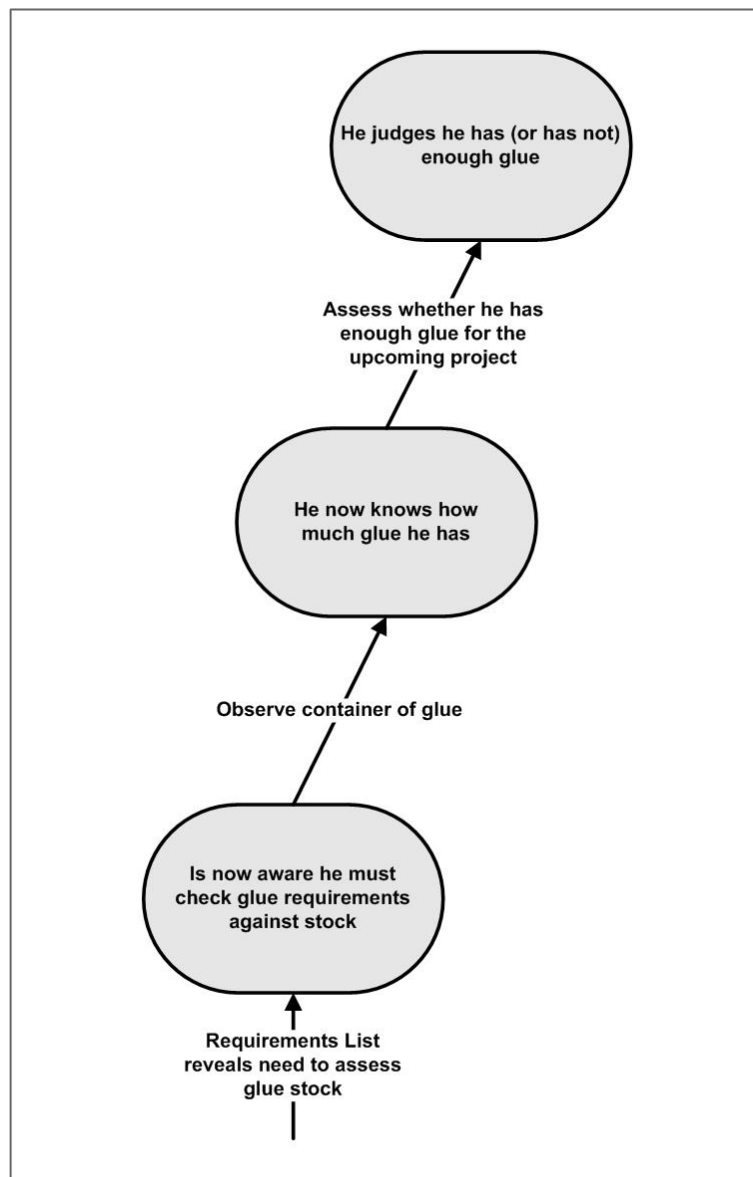 He judges he has (or has not)
enough glue
Assess whether he has
enough glue for the
upcoming project
He now knows how
much glue he has
Observe container of glue
Is now aware he must
check glue requirements
against stock
Requirements List
reveals need to assess
glue stock